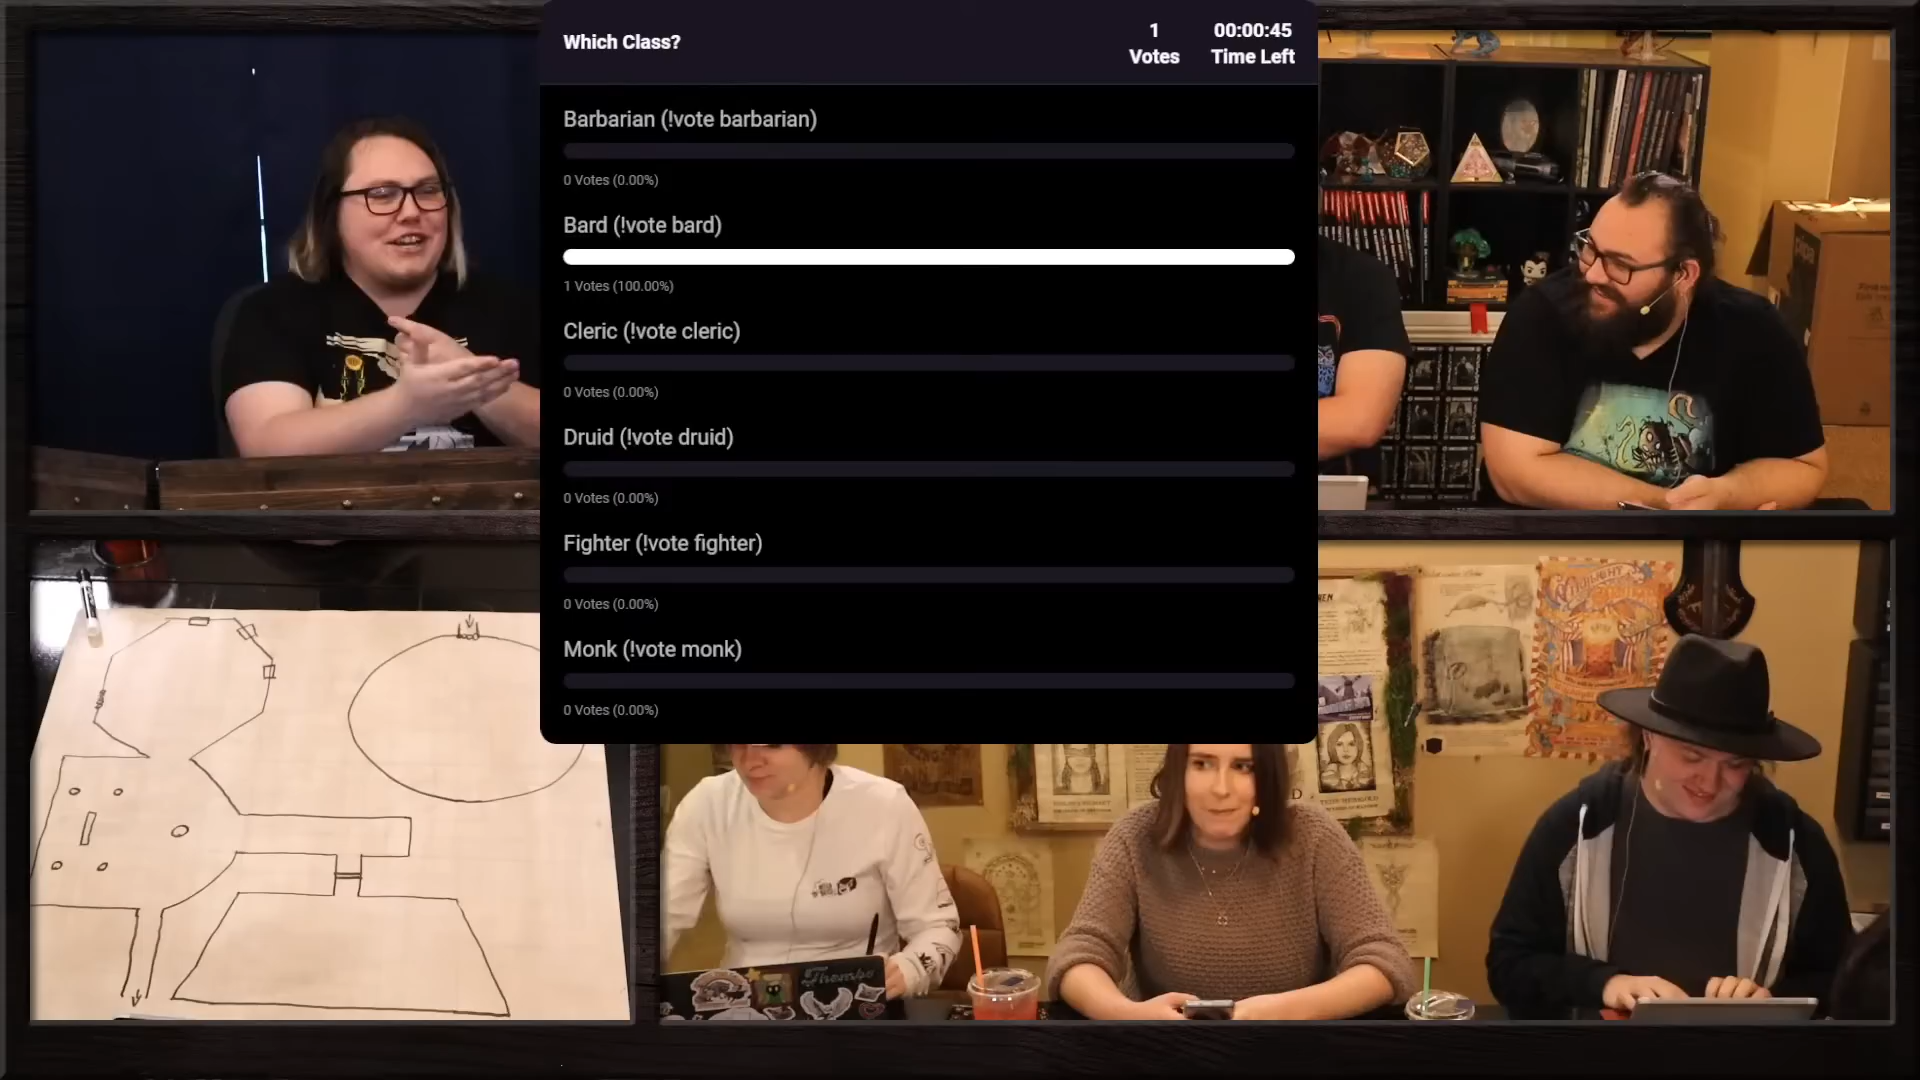 Which Class?
1
Votes
00:00:45
Time Left
Barbarian (!vote barbarian)
0 Votes (0.00%)
Bard (!vote bard)
1 Votes (100.00%)
Cleric (!vote cleric)
0 Votes (0.00%)
Druid (!vote druid)
0 Votes (0.00%)
Fighter (!vote fighter)
0 Votes (0.00%)
Monk (!vote monk)
0 Votes (0.00%)